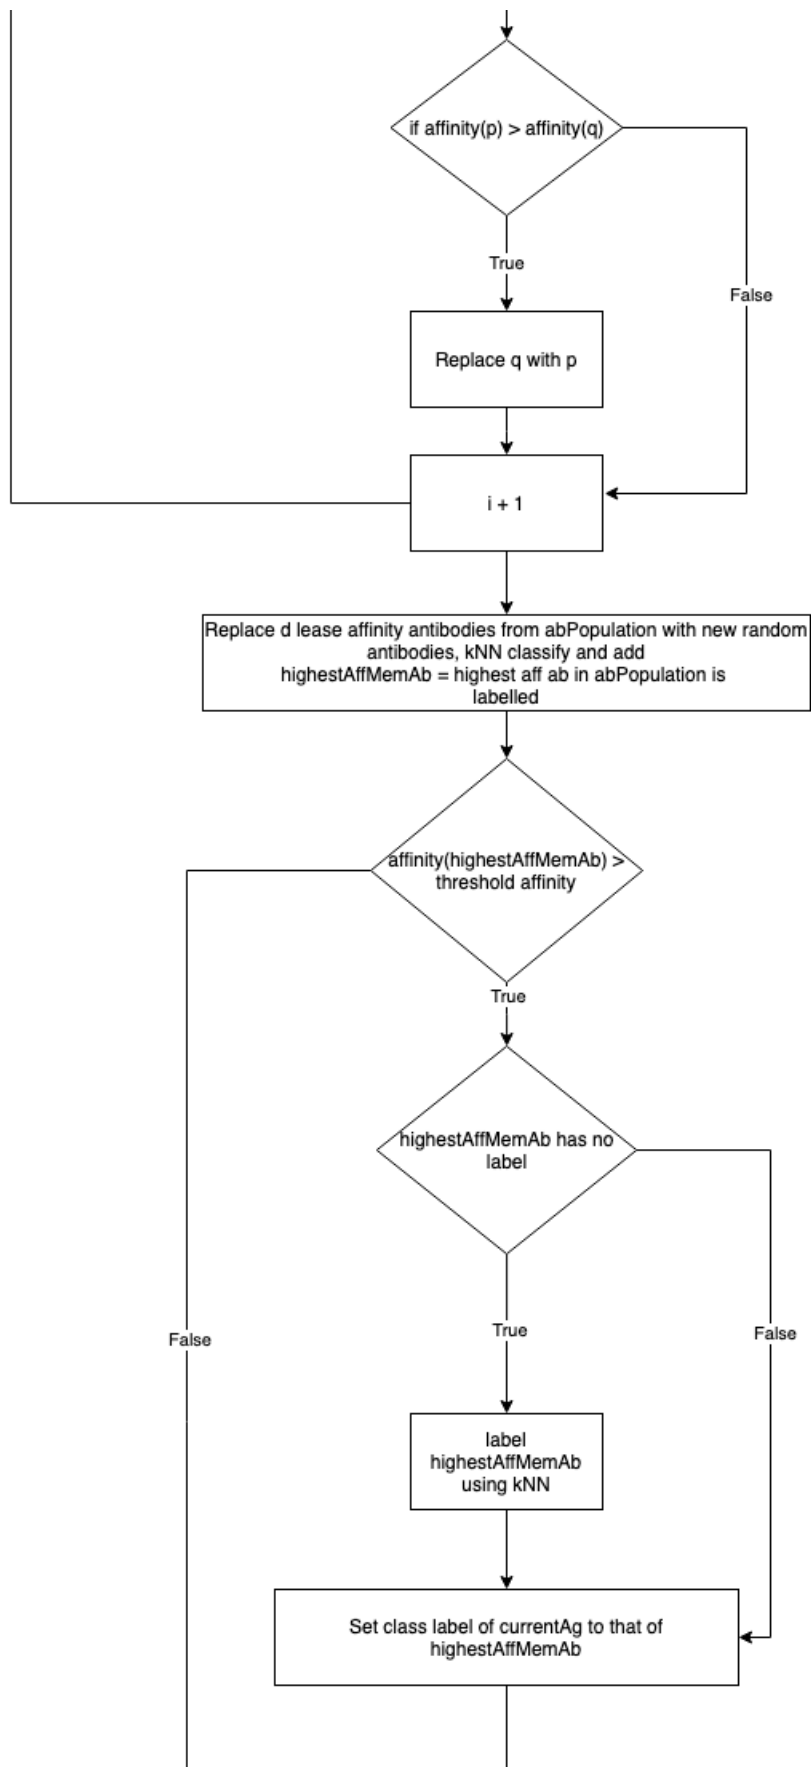 if affinity(p) > affinity(q)
True
False
Replace q with p
i + 1
Replace d lease affinity antibodies from abPopulation with new random
antibodies, kNN classify and add
highestAffMemAb = highest aff ab in abPopulation is
labelled
affinity(highestAffMemAb) >
threshold affinity
True
highestAffMemAb has no
label
False
True
False
label
highestAffMemAb
using kNN
Set class label of currentAg to that of
highestAffMemAb